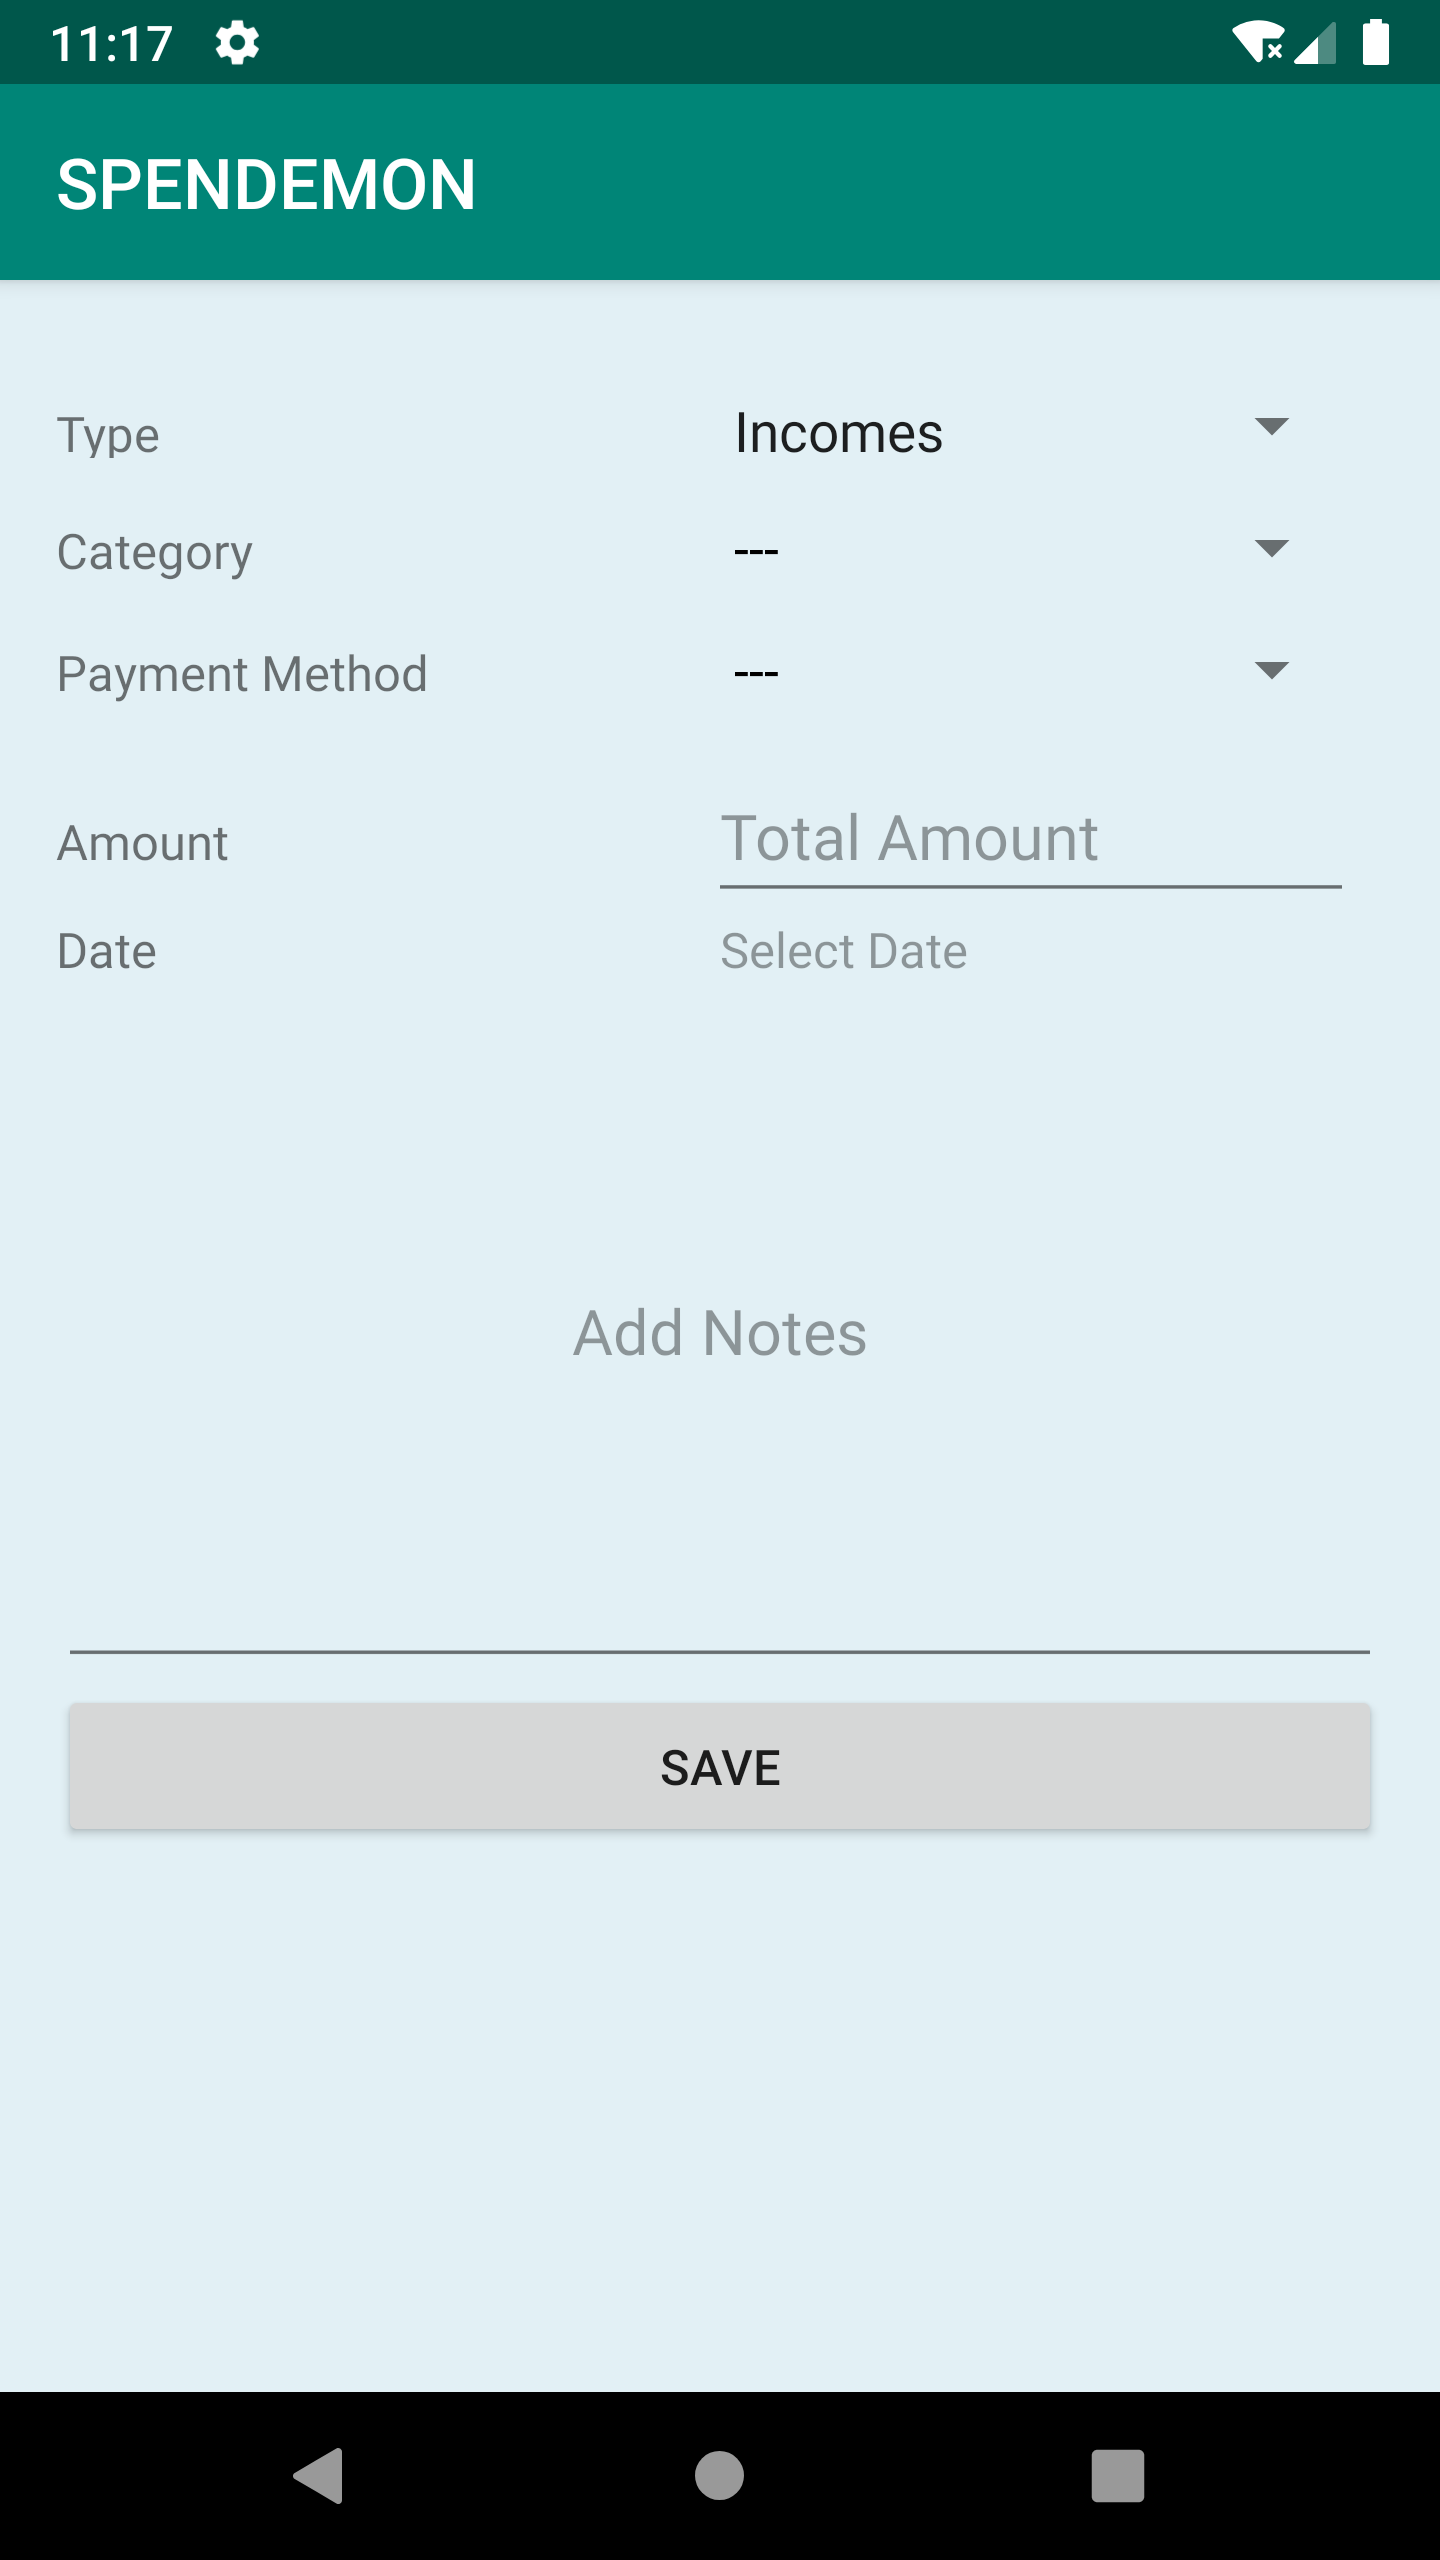 11:17
SPENDEMON
Type Incomes
Category ---
Payment Method ---
Amount Total Amount
Date Select Date
Add Notes
SAVE